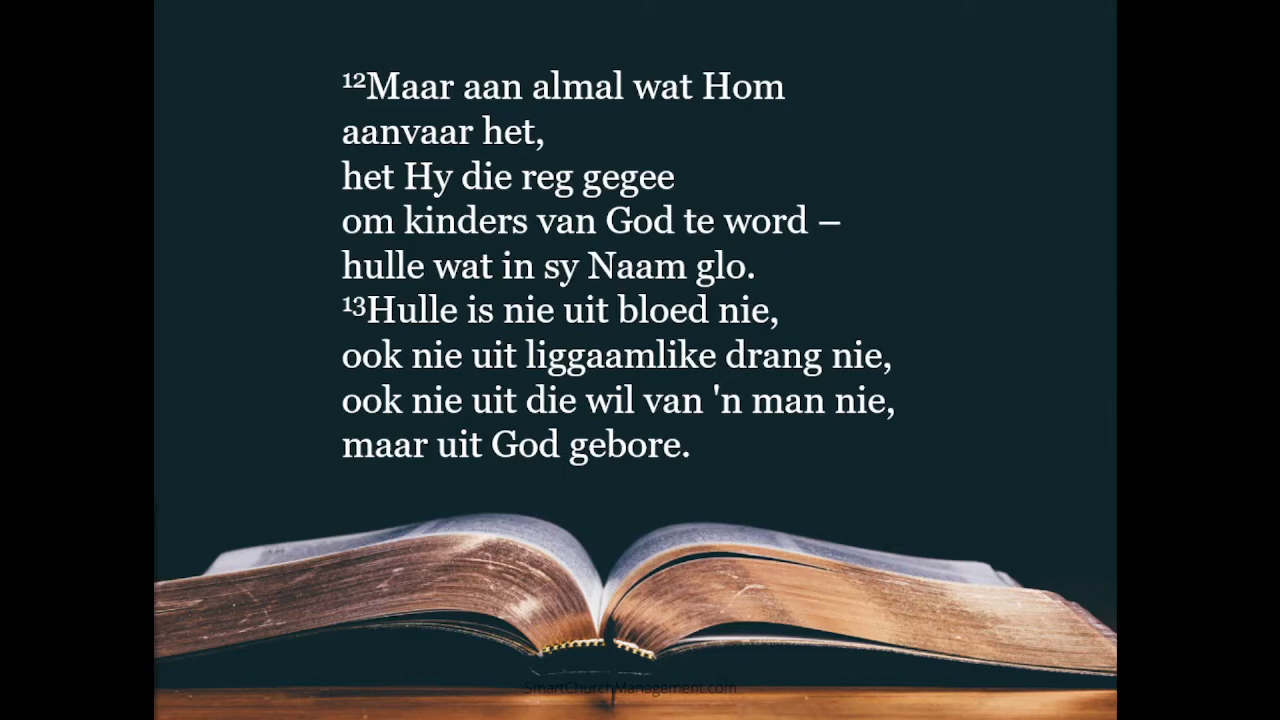 ¹²Maar aan almal wat Hom
aanvaar het,
het Hy die reg gegee
om kinders van God te word –
hulle wat in sy Naam glo.
¹³Hulle is nie uit bloed nie,
ook nie uit liggaamlike drang nie,
ook nie uit die wil van 'n man nie,
maar uit God gebore.
SmartChurchManagement.com